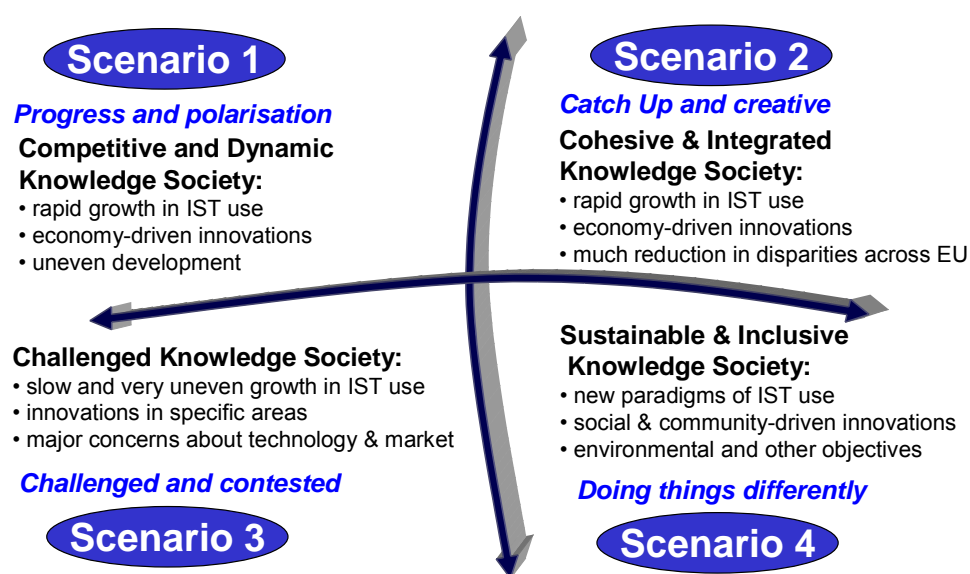 Scenario 1
Progress and polarisation
Competitive and Dynamic
Knowledge Society:
• rapid growth in IST use
• economy-driven innovations
• uneven development
Scenario 2
Catch Up and creative
Cohesive & Integrated
Knowledge Society:
• rapid growth in IST use
• economy-driven innovations
• much reduction in disparities across EU
Challenged Knowledge Society:
• slow and very uneven growth in IST use
• innovations in specific areas
• major concerns about technology & market
Challenged and contested
Scenario 3
Sustainable & Inclusive
Knowledge Society:
• new paradigms of IST use
• social & community-driven innovations
• environmental and other objectives
Doing things differently
Scenario 4